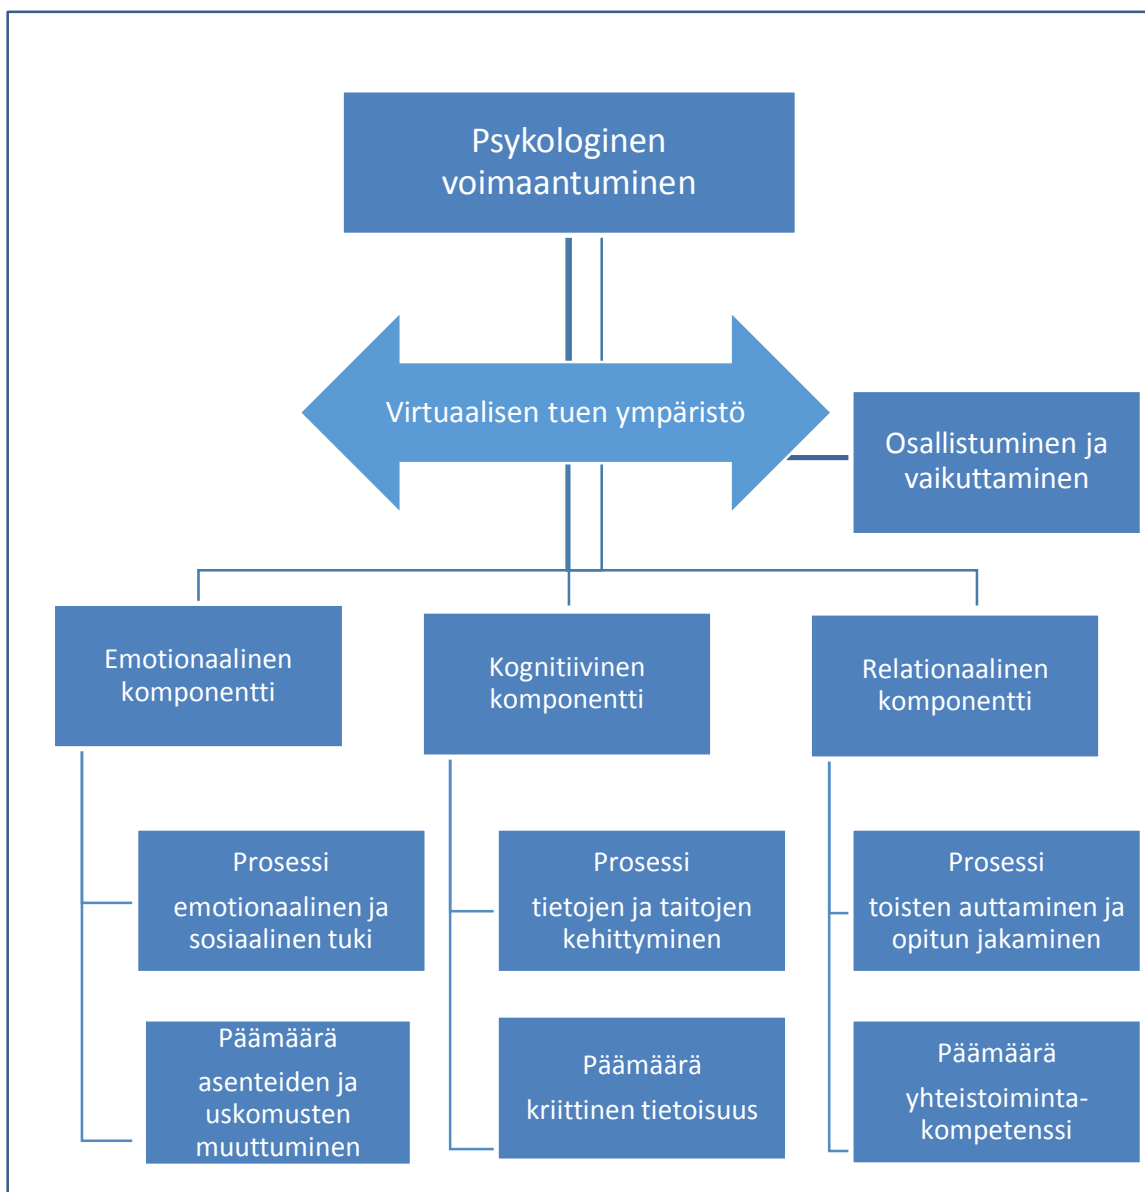 Psykologinen
voimaantuminen
Virtuaalisen tuen ympäristö
Osallistuminen ja
vaikuttaminen
Emotionaalinen
komponentti
Kognitiivinen
komponentti
Relationaalinen
komponentti
Prosessi
emotionaalinen ja
sosiaalinen tuki
Prosessi
tietojen ja taitojen
kehittyminen
Prosessi
toisten auttaminen ja
opitun jakaminen
Päämäärä
asenteiden ja
uskomusten
muuttuminen
Päämäärä
kriittinen tietoisuus
Päämäärä
yhteistoiminta-
kompetenssi